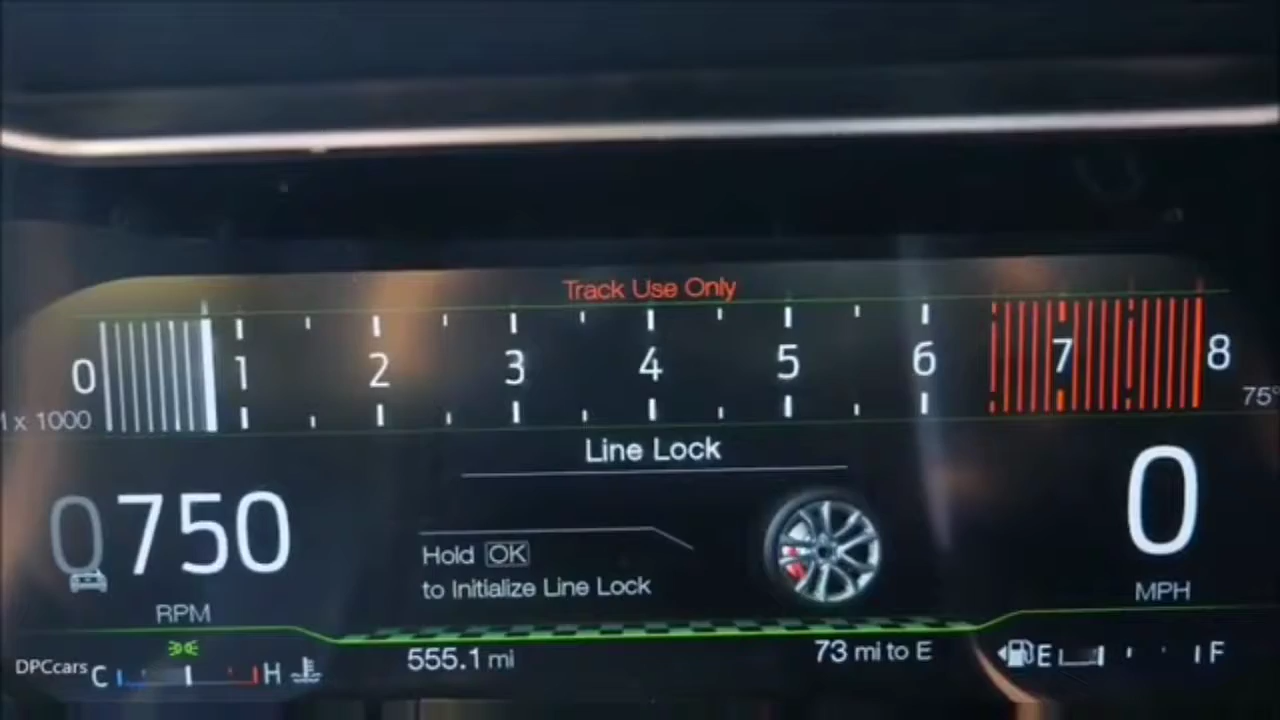 Track Use Only
0 1 2 3 4 5 6 7 8
x 1000
75°
Line Lock
0750
0
Hold OK
to Initialize Line Lock
RPM
MPH
DPCcars
C H
555.1 mi
73 mi to E
E F